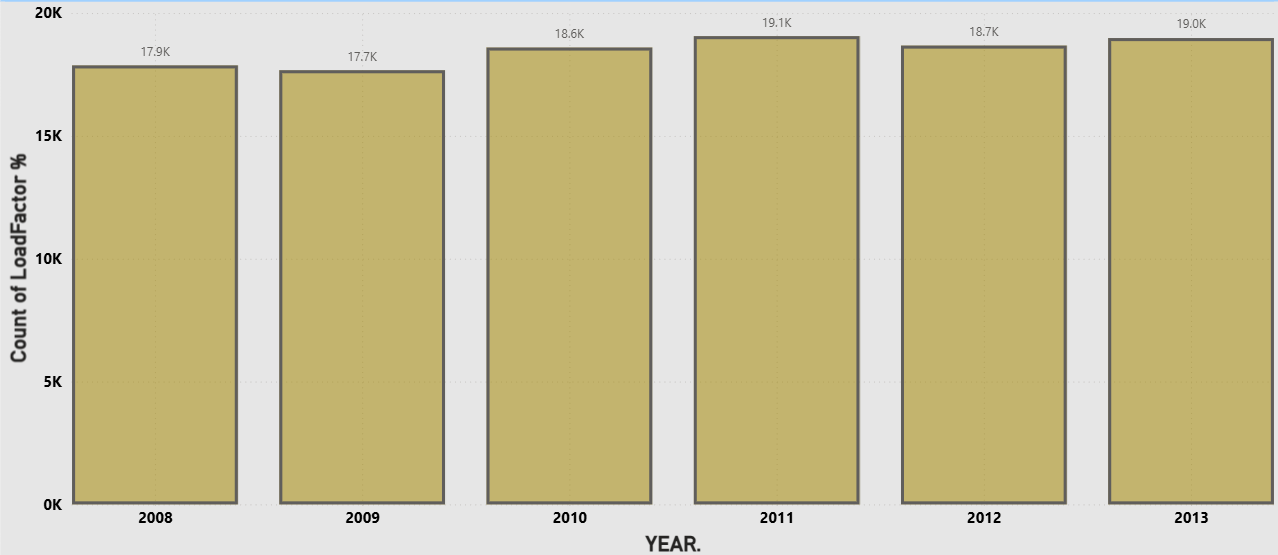 20K
15K
10K
5K
0K
Count of LoadFactor %
17.9K
17.7K
18.6K
19.1K
18.7K
19.0K
2008
2009
2010
2011
2012
2013
YEAR.